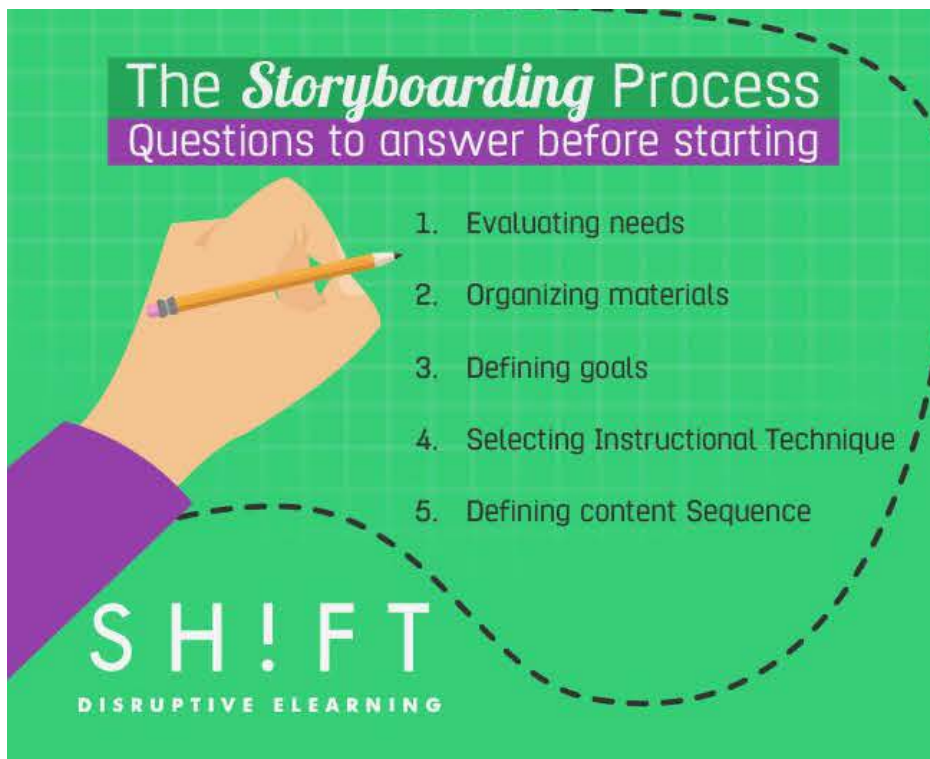 The Storyboarding Process
Questions to answer before starting
1. Evaluating needs
2. Organizing materials
3. Defining goals
4. Selecting Instructional Technique
5. Defining content Sequence
SH!FT
DISRUPTIVE ELEARNING